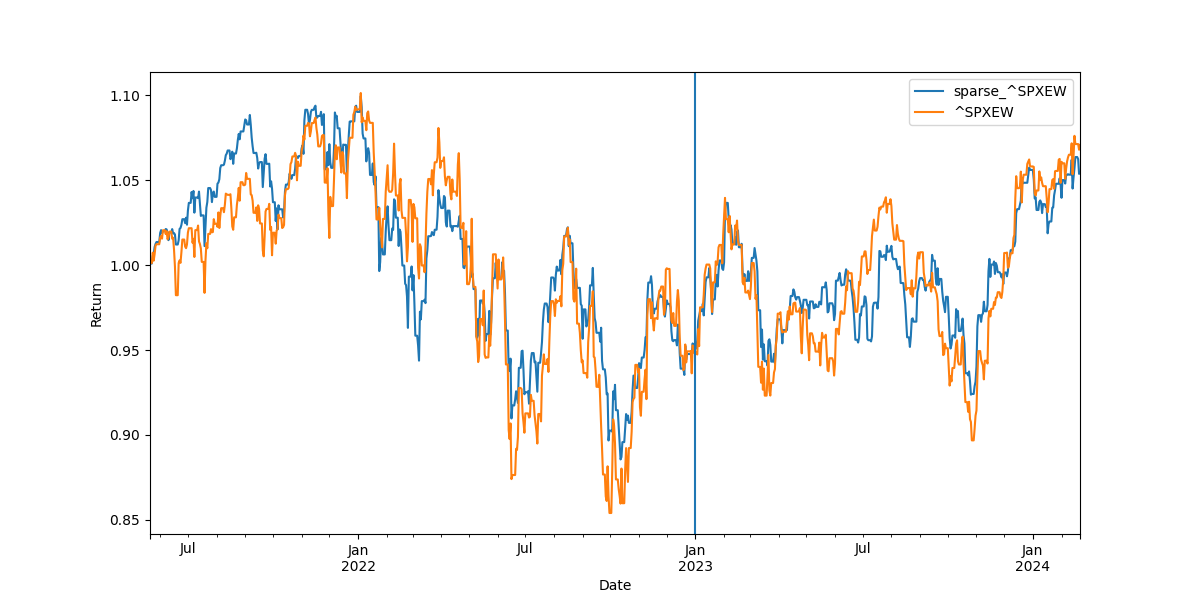 sparse_^SPXEW
^SPXEW
1.10
1.05
1.00
0.95
0.90
0.85
Return
Jul
Jan
2022
Jul
Jan
2023
Jul
Jan
2024
Date